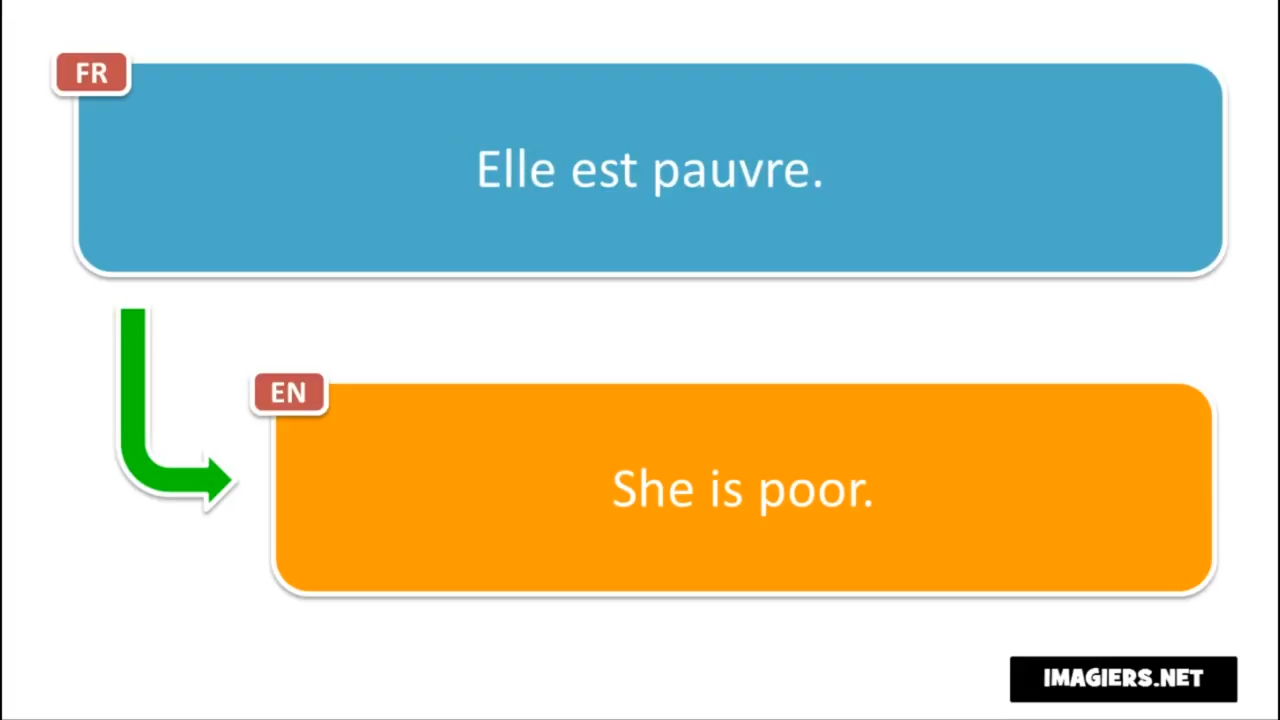 FR
Elle est pauvre.
EN
She is poor.
IMAGIERS.NET